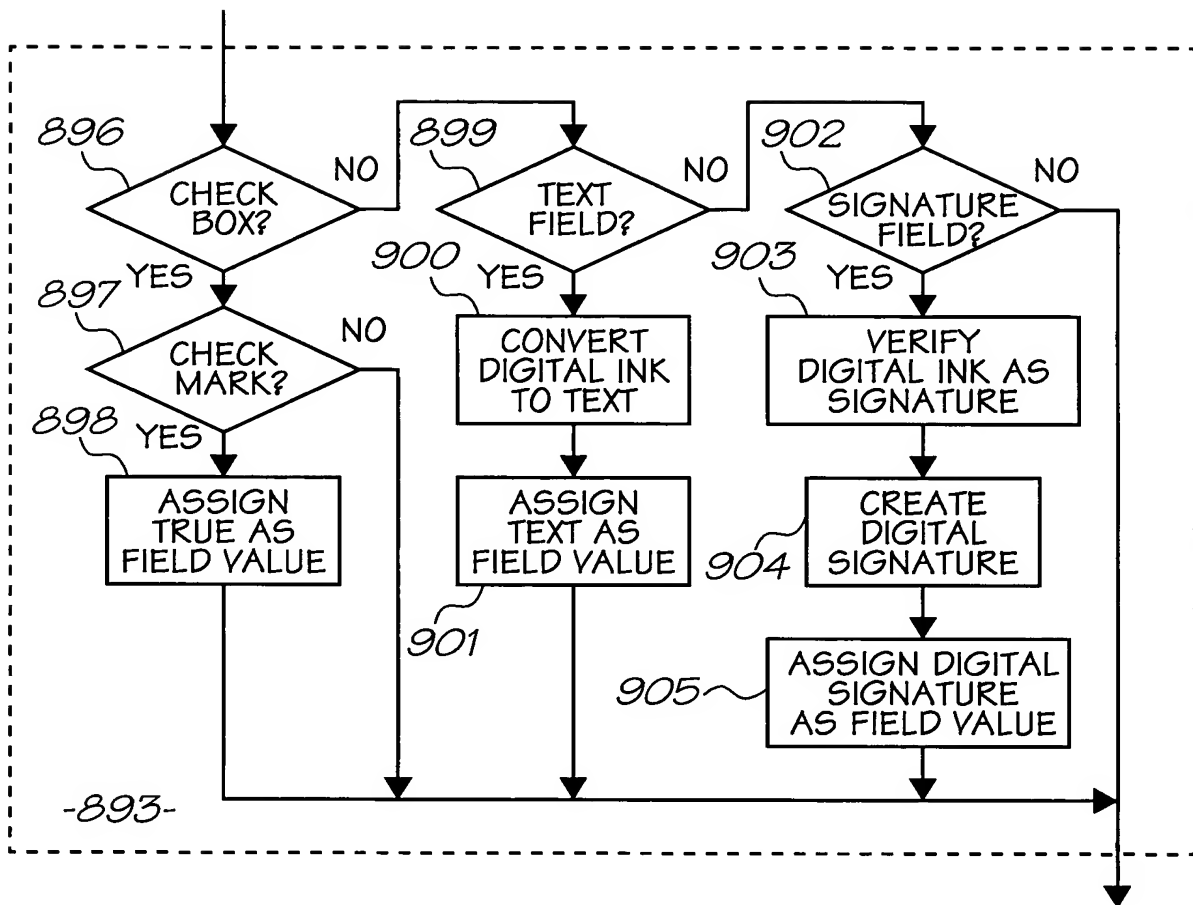 896
CHECK
BOX?
NO
YES
897
CHECK
MARK?
NO
YES
898
ASSIGN
TRUE AS
FIELD VALUE
899
TEXT
FIELD?
NO
YES
900
CONVERT
DIGITAL INK
TO TEXT
ASSIGN
TEXT AS
FIELD VALUE
901
902
SIGNATURE
FIELD?
NO
YES
903
VERIFY
DIGITAL INK AS
SIGNATURE
CREATE
DIGITAL
SIGNATURE
904
ASSIGN DIGITAL
SIGNATURE
AS FIELD VALUE
905
-893-